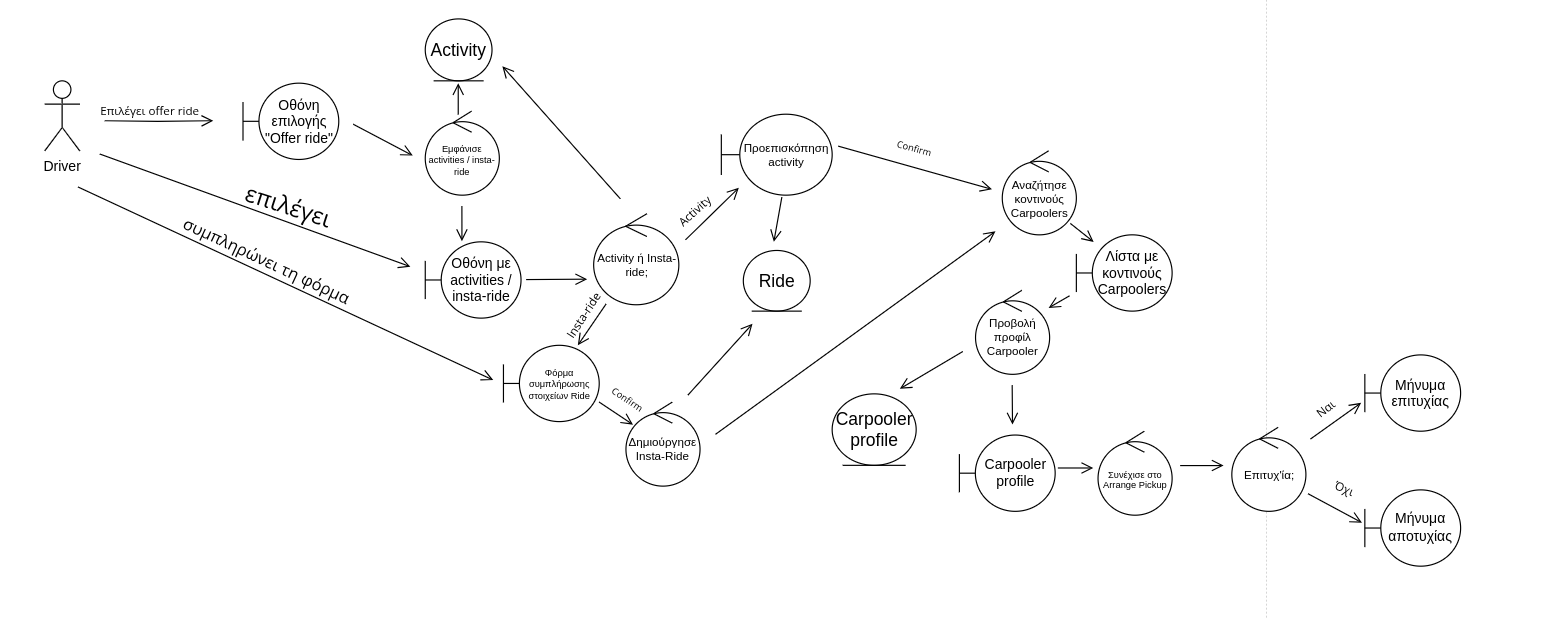 Activity
Driver
Επιλέγει offer ride
Οθόνη
επιλογής
"Offer ride"
Εμφάνισε
activities / insta-
ride
επιλέγει
συμπληρώνει τη φόρμα
Οθόνη με
activities /
insta-ride
Activity ή Insta-
ride;
Activity
Insta-ride
Προεπισκόπηση
activity
Confirm
Ride
Φόρμα
συμπλήρωσης
στοιχείων Ride
Confirm
Δημιούργησε
Insta-Ride
Αναζήτησε
κοντινούς
Carpoolers
Λίστα με
κοντινούς
Carpoolers
Προβολή
προφίλ
Carpooler
Carpooler
profile
Carpooler
profile
Συνέχισε στο
Arrange Pickup
Επιτυχ'ία;
Ναι
Όχι
Μήνυμα
επιτυχίας
Μήνυμα
αποτυχίας